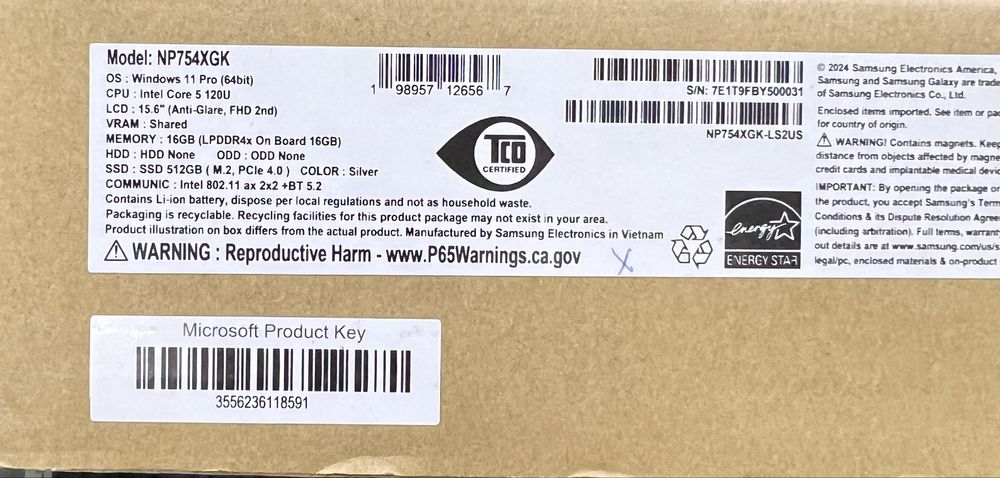 Model: NP754XGK
OS : Windows 11 Pro (64bit)
CPU : Intel Core 5 120U
LCD : 15.6" (Anti-Glare, FHD 2nd)
VRAM : Shared
MEMORY : 16GB (LPDDR4x On Board 16GB)
HDD : HDD None ODD : ODD None
SSD : SSD 512GB ( M.2, PCIe 4.0 ) COLOR : Silver
COMMUNIC : Intel 802.11 ax 2x2 +BT 5.2
Contains Li-ion battery, dispose per local regulations and not as household waste.
Packaging is recyclable. Recycling facilities for this product package may not exist in your area.
Product illustration on box differs from the actual product. Manufactured by Samsung Electronics in Vietnam
WARNING : Reproductive Harm - www.P65Warnings.ca.gov
X
1 98957 12656 7
TCO
CERTIFIED
S/N: 7E1T9FBY500031
NP754XGK-LS2US
energy
ENERGY STAR
© 2024 Samsung Electronics America,
Samsung and Samsung Galaxy are trade
of Samsung Electronics Co., Ltd.
Enclosed items imported. See item or pac
for country of origin.
WARNING! Contains magnets. Keep
distance from objects affected by magne
credit cards and implantable medical devic
IMPORTANT: By opening the package or
the product, you accept Samsung's Term
Conditions & its Dispute Resolution Agree
(including arbitration). Full terms, warrant
out details are at www.samsung.com/us/s
legal/pc, enclosed materials & on-product
Microsoft Product Key
3556236118591